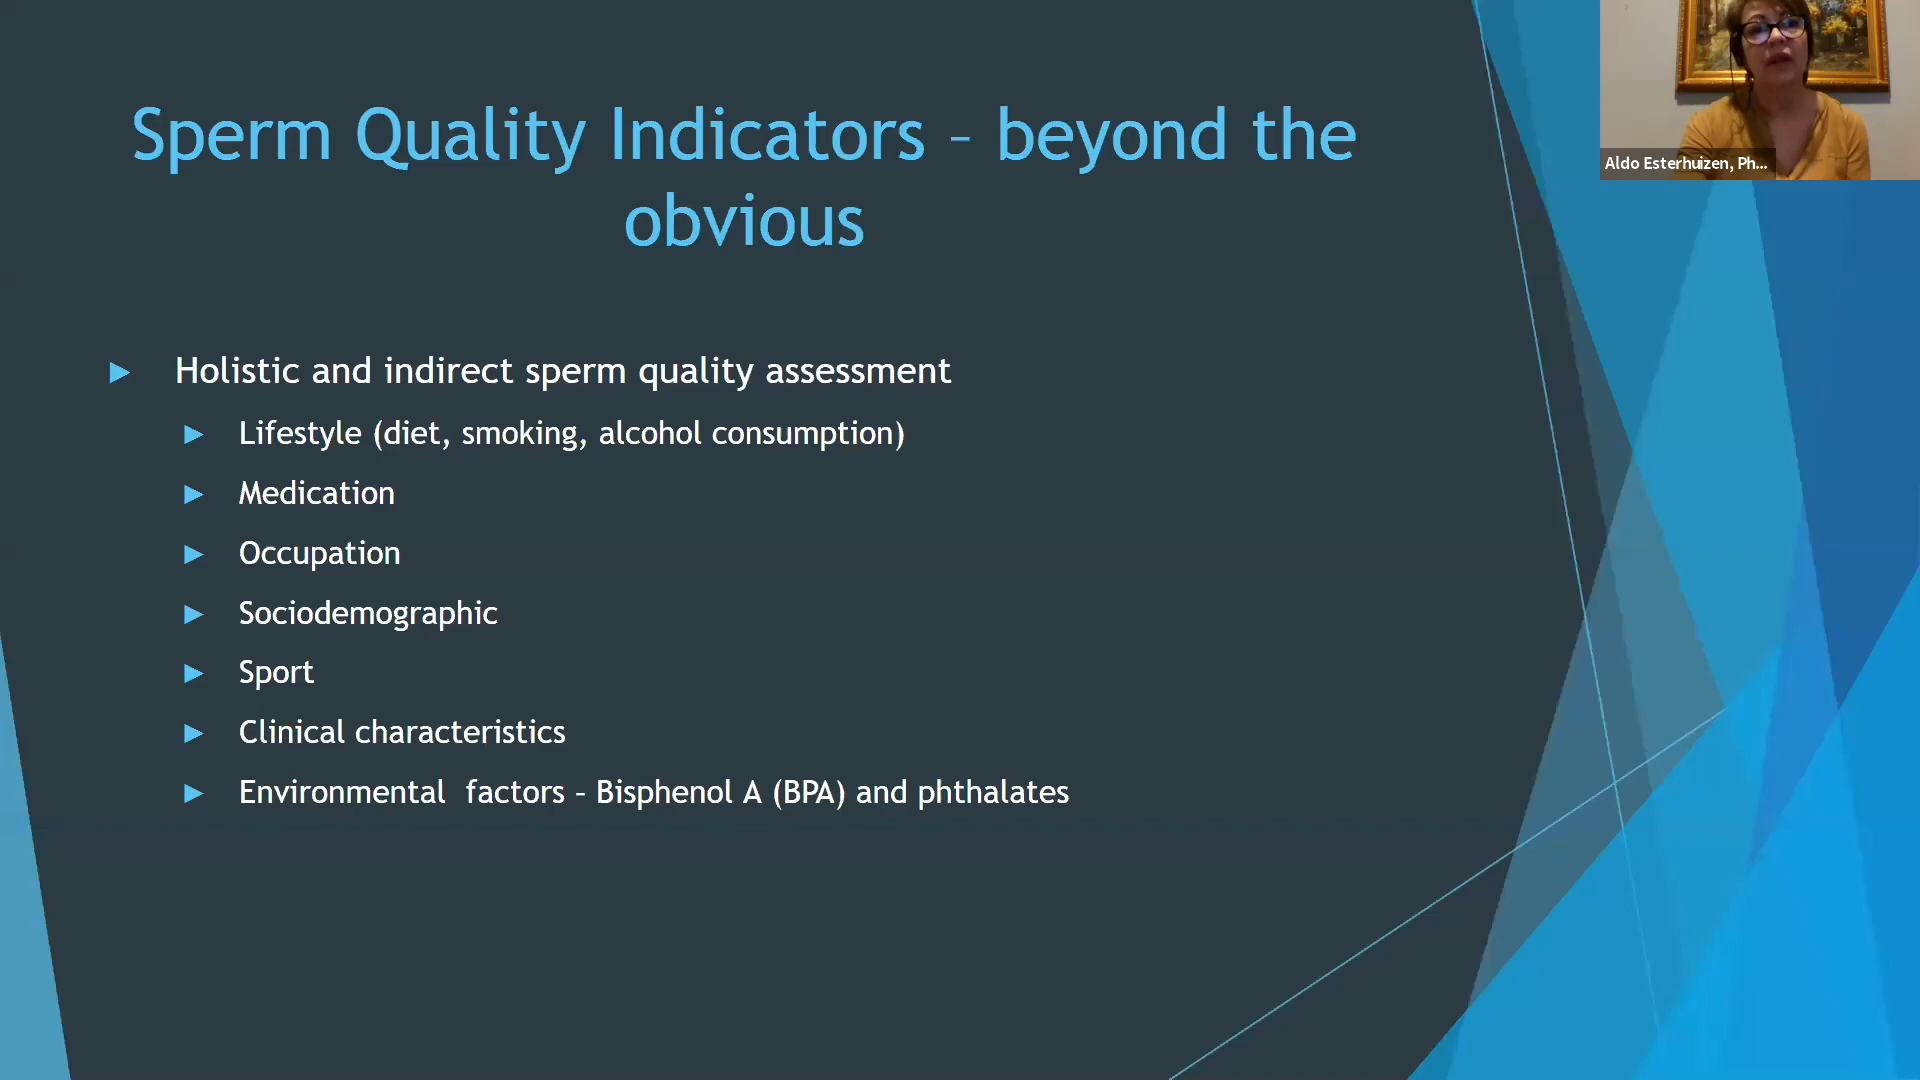 Sperm Quality Indicators – beyond the
obvious
Aldo Esterhuizen, Ph...
Holistic and indirect sperm quality assessment
Lifestyle (diet, smoking, alcohol consumption)
Medication
Occupation
Sociodemographic
Sport
Clinical characteristics
Environmental  factors – Bisphenol A (BPA) and phthalates